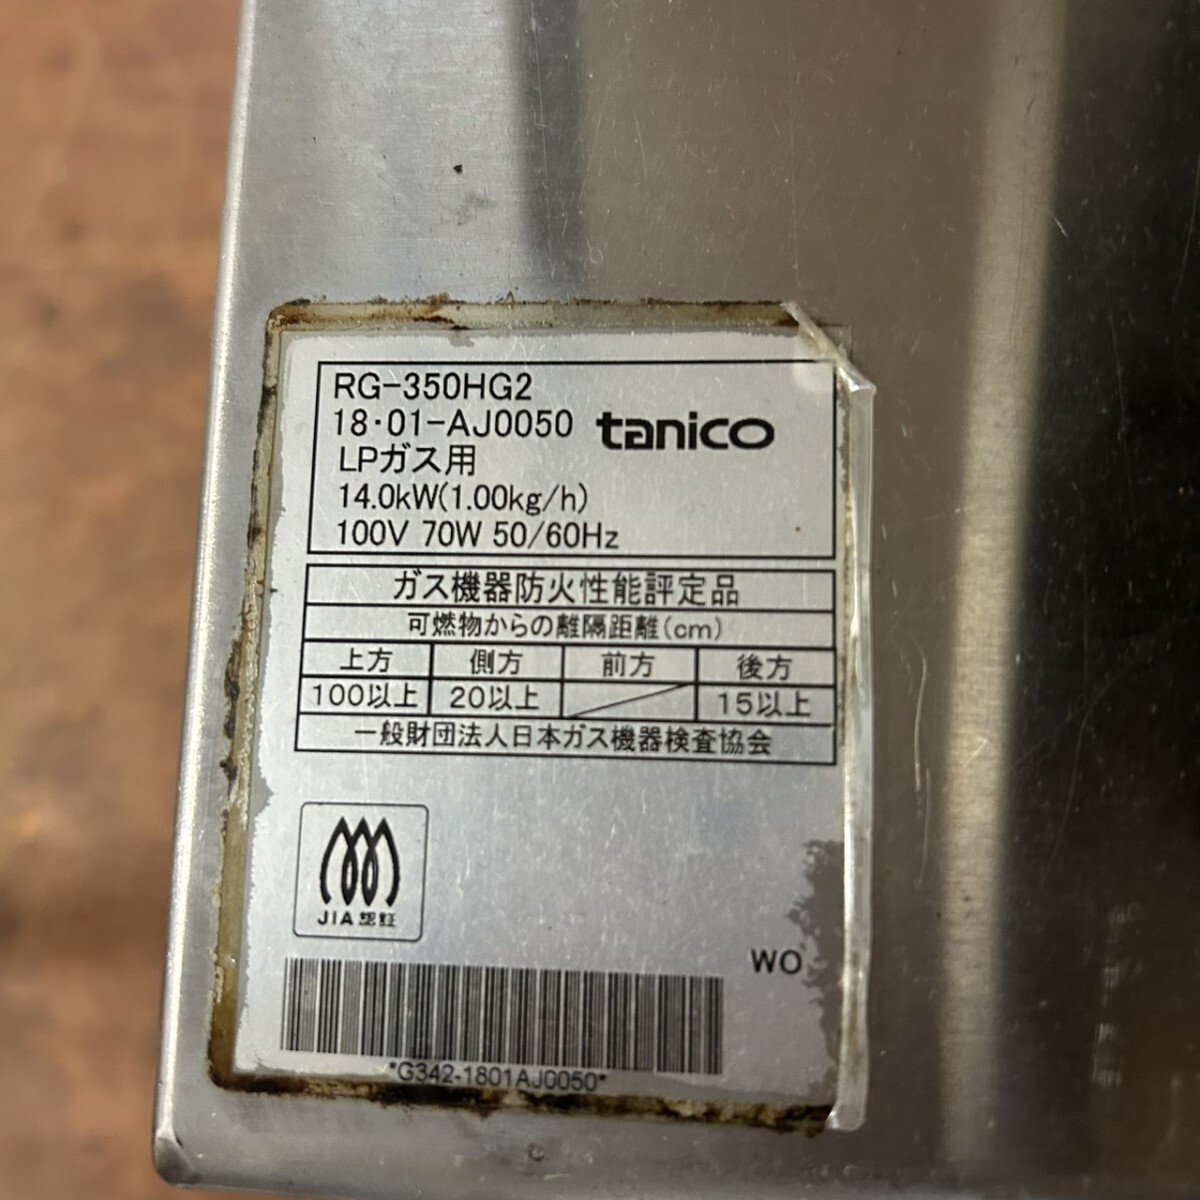 RG-350HG2
18·01-AJ0050
tanico
LPガス用
14.0kW(1.00kg/h)
100V 70W 50/60Hz
ガス機器防火性能評定品
可燃物からの離隔距離(cm)
上方 側方 前方 後方
100以上 20以上 15以上
一般財団法人日本ガス機器検査協会
JIA 認証
WO
*G342-1801AJ0050*